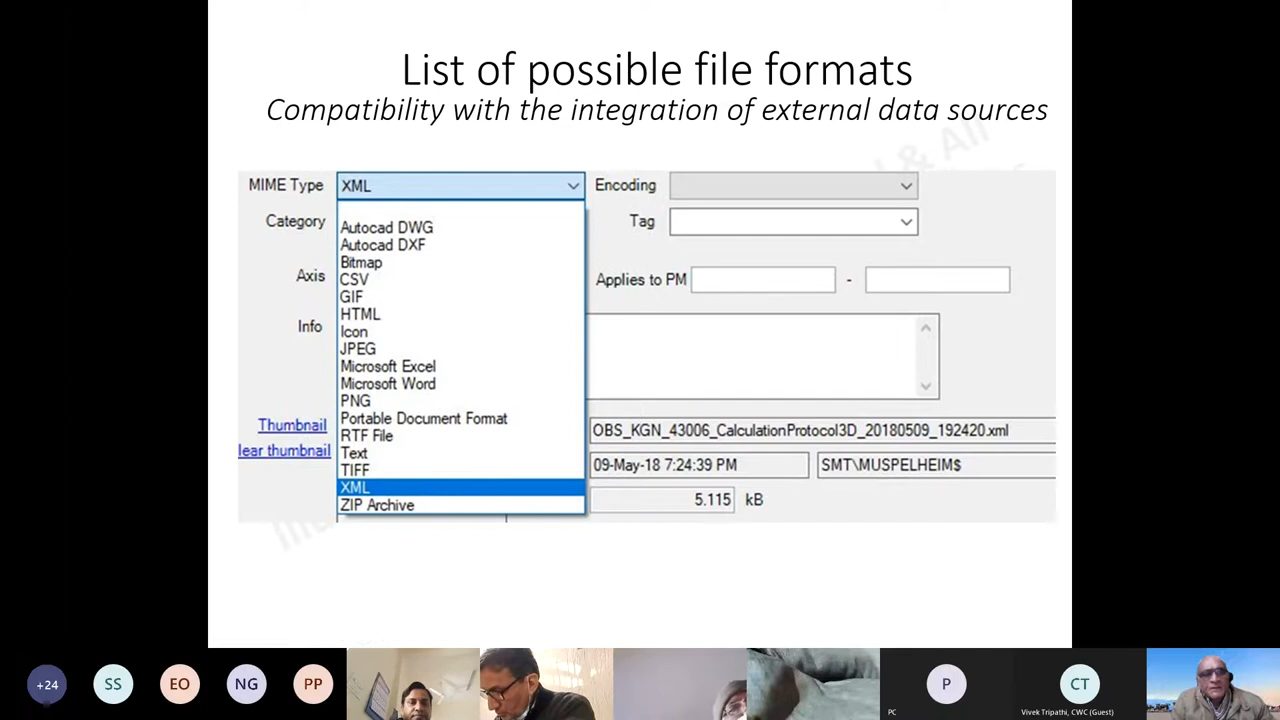 List of possible file formats
Compatibility with the integration of external data sources
MIME Type XML Encoding
Category Tag
Autocad DWG
Autocad DXF
Bitmap
Axis CSV Applies to PM -
GIF
HTML
Info Icon
JPEG
Microsoft Excel
Microsoft Word
PNG
Portable Document Format
Thumbnail RTF File OBS_KGN_43006_CalculationProtocol3D_20180509_192420.xml
lear thumbnail Text
TIFF 09-May-18 7:24:39 PM SMT\MUSPELHEIM$
XML
ZIP Archive 5.115 kB
& All
+24 SS EO NG PP P CT
PC Vivek Tripathi, CWC (Guest)